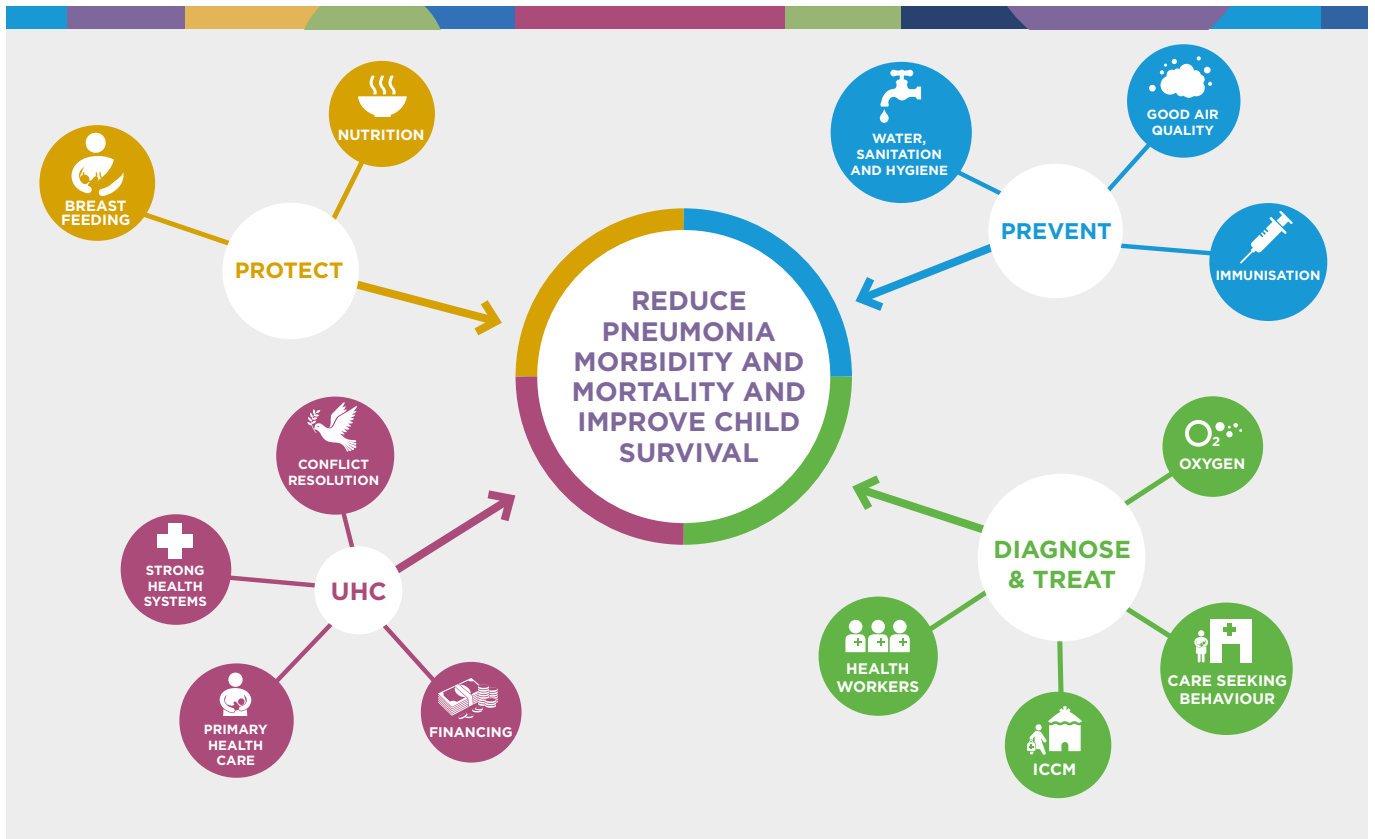 NUTRITION
BREAST
FEEDING
PROTECT
WATER,
SANITATION
AND HYGIENE
GOOD AIR
QUALITY
PREVENT
IMMUNISATION
REDUCE
PNEUMONIA
MORBIDITY AND
MORTALITY AND
IMPROVE CHILD
SURVIVAL
CONFLICT
RESOLUTION
STRONG
HEALTH
SYSTEMS
UHC
PRIMARY
HEALTH
CARE
FINANCING
O2
OXYGEN
DIAGNOSE
& TREAT
HEALTH
WORKERS
ICCM
CARE SEEKING
BEHAVIOUR